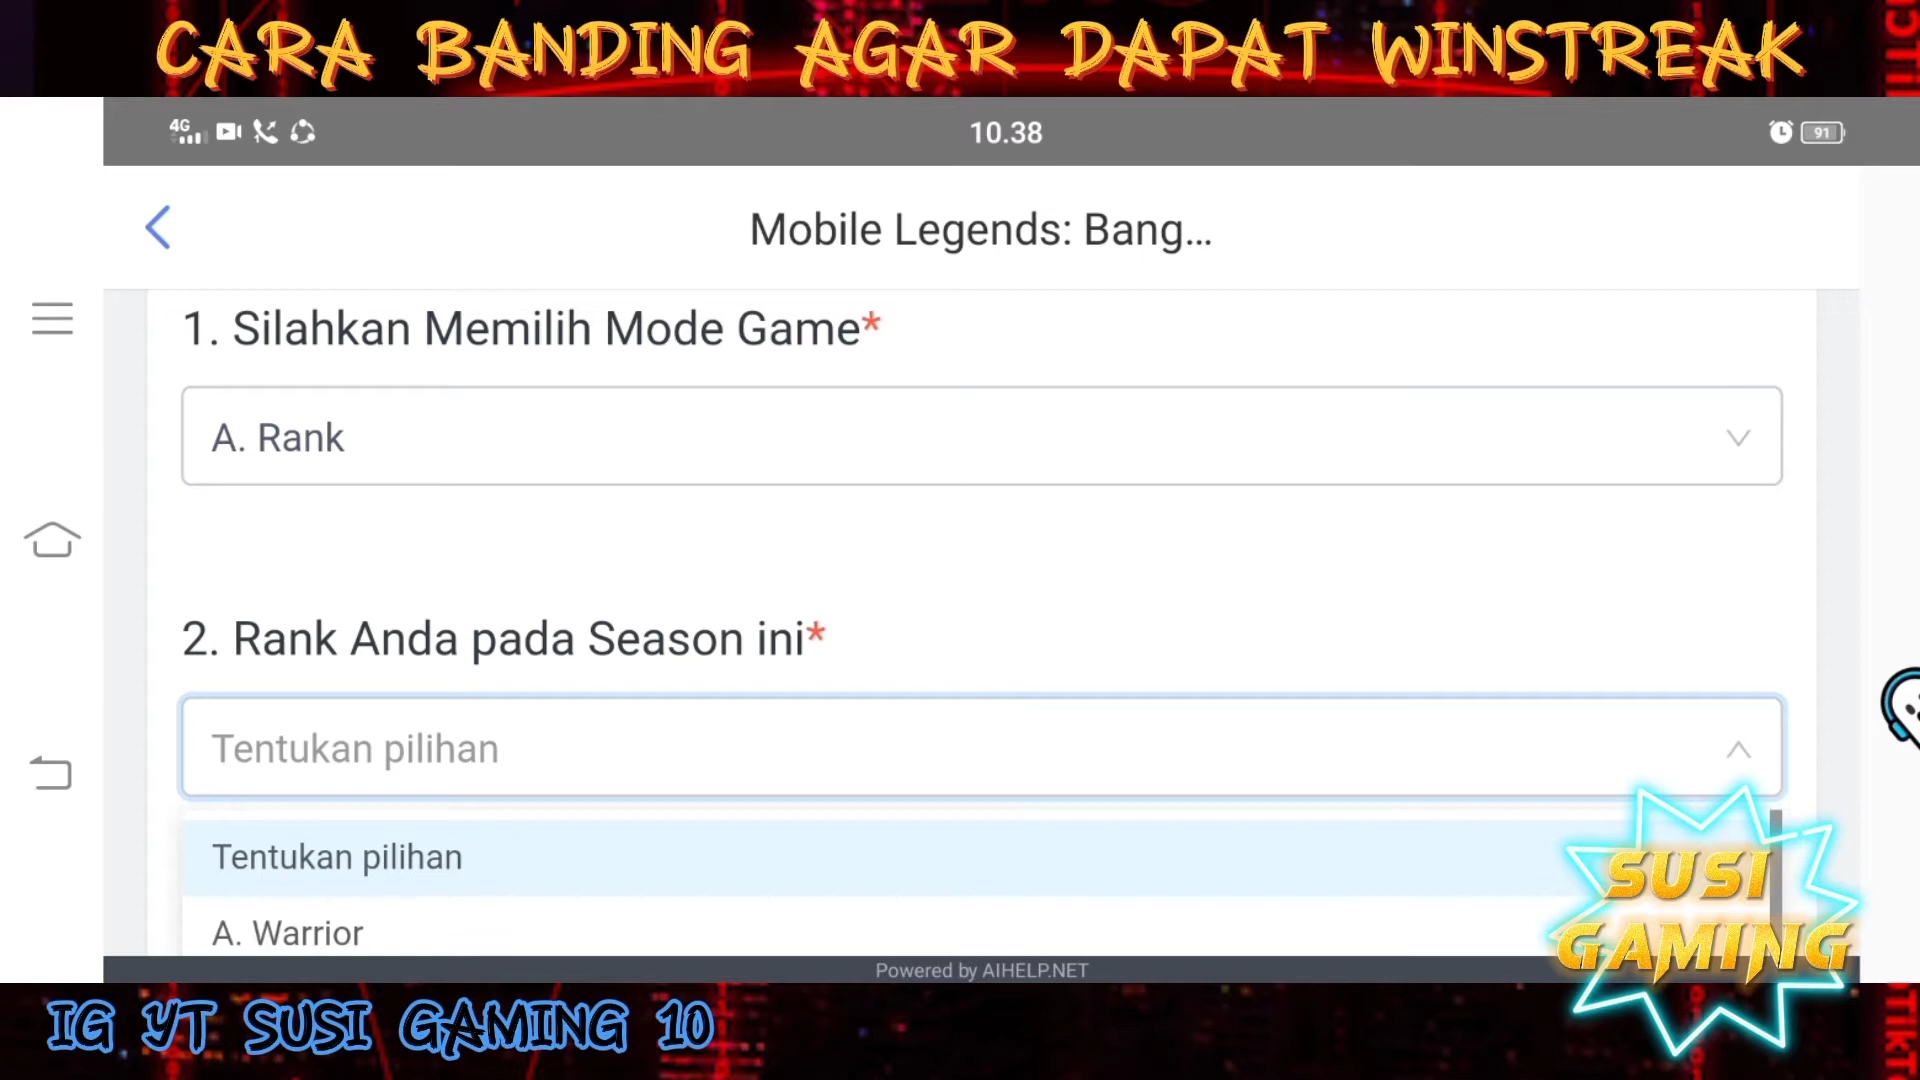 CARA BANDING AGAR DAPAT WINSTREAK
4G
10.38
91
Mobile Legends: Bang...
1. Silahkan Memilih Mode Game*
A. Rank
2. Rank Anda pada Season ini*
Tentukan pilihan
Tentukan pilihan
A. Warrior
Powered by AIHELP.NET
SUSI
GAMING
IG YT SUSI GAMING 10